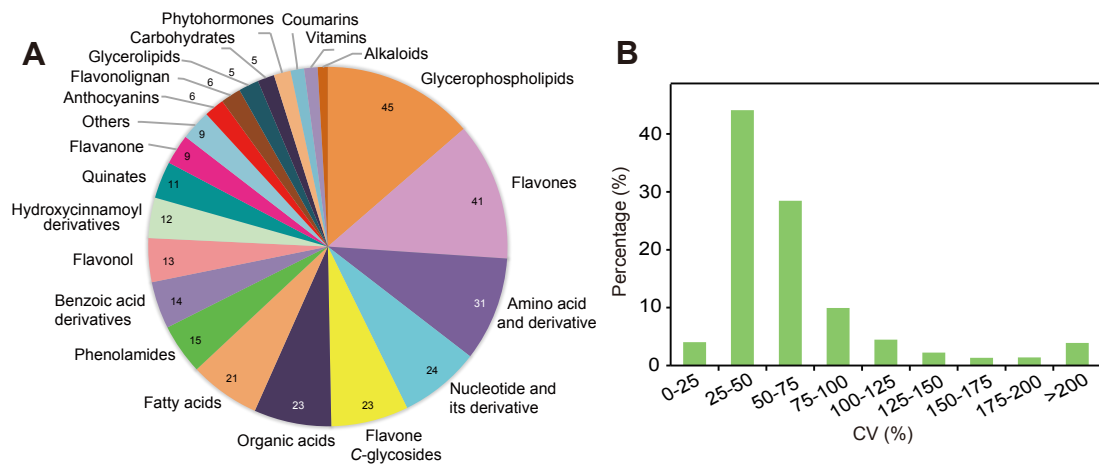 A
Phytohormones
Coumarins
Carbohydrates
Vitamins
Glycerolipids
Alkaloids
Flavonolignan
Glycerophospholipids
Anthocyanins
Others
Flavanone
Flavones
Quinates
Hydroxycinnamoyl
derivatives
Flavonol
Amino acid
and derivative
Benzoic acid
derivatives
Phenolamides
Nucleotide and
its derivative
Fatty acids
Organic acids
Flavone
C-glycosides
45
41
31
24
23
23
21
15
14
13
12
11
9
9
6
6
5
5
B
Percentage (%)
40
30
20
10
0
0-25
25-50
50-75
75-100
100-125
125-150
150-175
175-200
>200
CV (%)